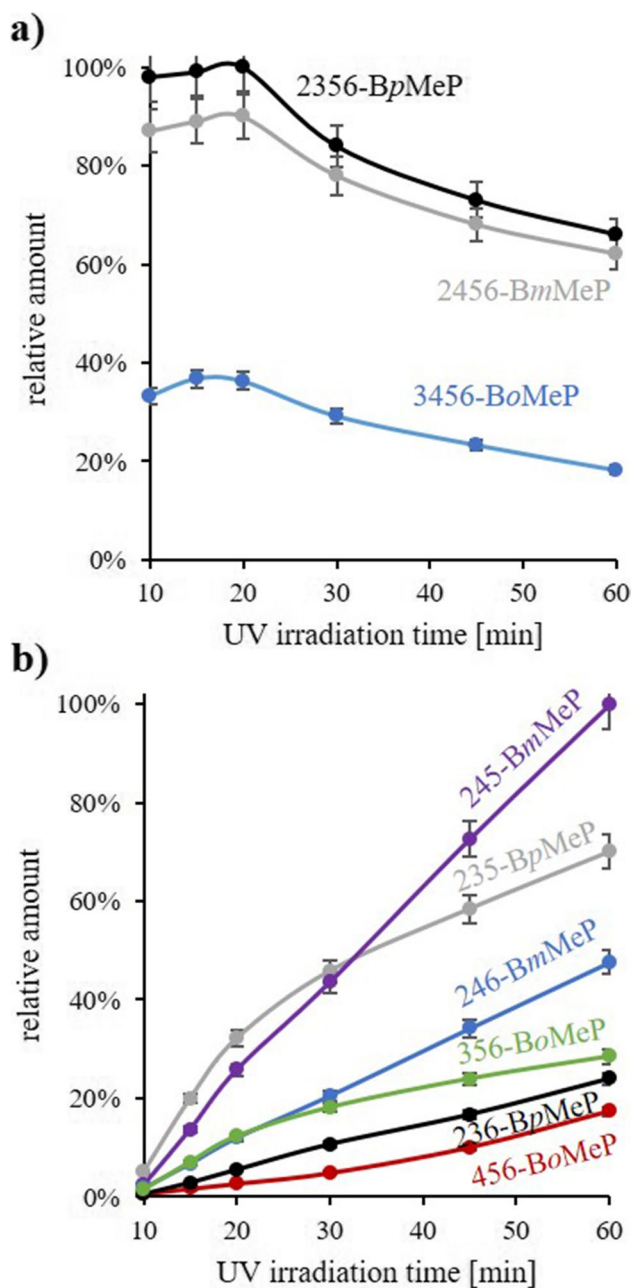 a)
100%
80%
60%
40%
20%
0%
relative amount
2356-BpMeP
2456-BmMeP
3456-BoMeP
10 20 30 40 50 60
UV irradiation time [min]
b)
100%
80%
60%
40%
20%
0%
relative amount
245-BmMeP
235-BpMeP
246-BmMeP
356-BoMeP
236-BpMeP
456-BoMeP
10 20 30 40 50 60
UV irradiation time [min]